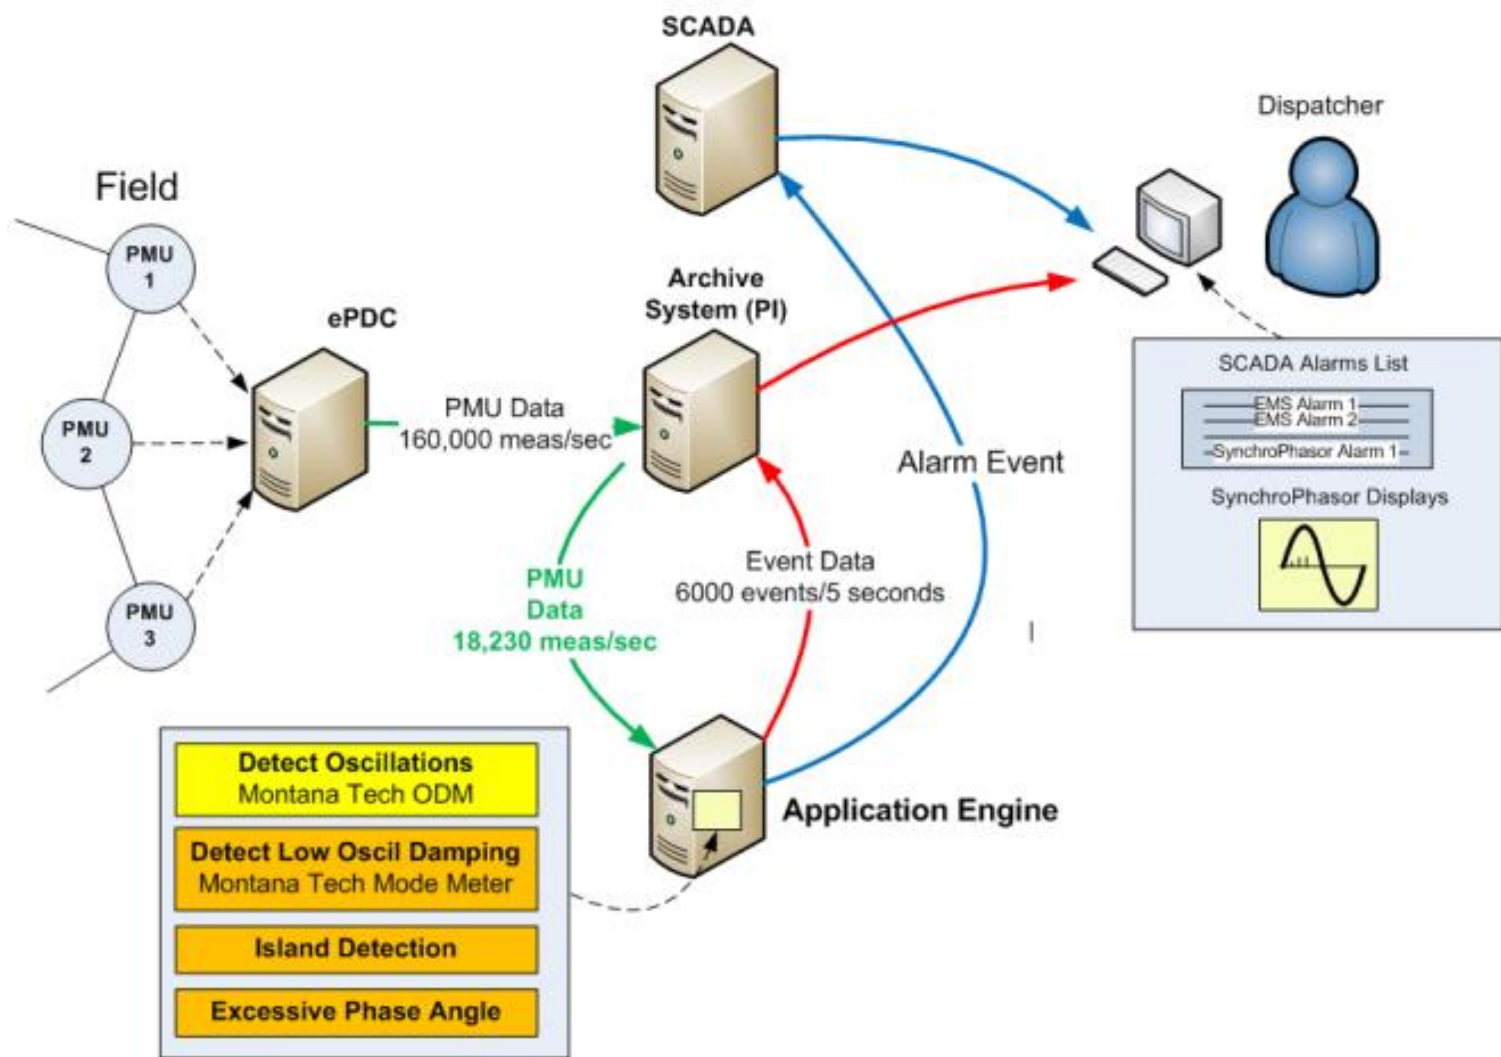 SCADA
Dispatcher
Field
PMU
1
ePDC
Archive
System (PI)
PMU
2
PMU Data
160,000 meas/sec
SCADA Alarms List
EMS Alarm 1
EMS Alarm 2
SynchroPhasor Alarm 1
SynchroPhasor Displays
Alarm Event
PMU
3
PMU
Data
18,230 meas/sec
Event Data
6000 events/5 seconds
Detect Oscillations
Montana Tech ODM
Detect Low Oscil Damping
Montana Tech Mode Meter
Island Detection
Excessive Phase Angle
Application Engine